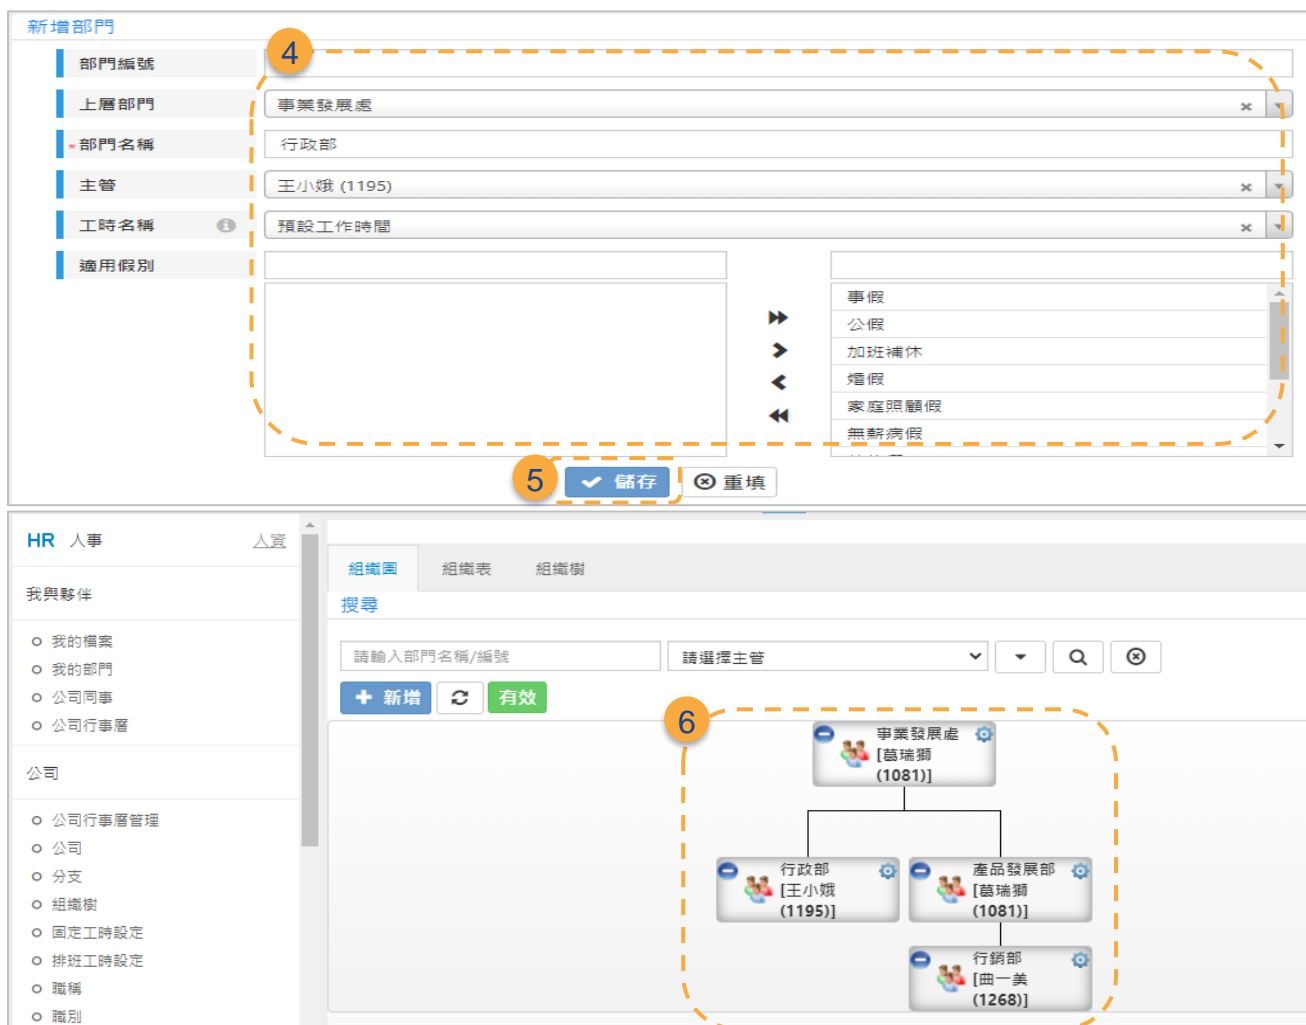 新增部門
4
部門編號
上層部門
事業發展處
*部門名稱
行政部
主管
王小娥 (1195)
工時名稱
預設工作時間
適用假別
事假
公假
加班補休
婚假
家庭照顧假
無薪病假
5
儲存
重填
HR 人事
人資
我與夥伴
我的檔案
我的部門
公司同事
公司行事曆
公司
公司行事曆管理
公司
分支
組織樹
固定工時設定
排班工時設定
職稱
職別
組織圖
組織表
組織樹
搜尋
請輸入部門名稱/編號
請選擇主管
新增
有效
6
事業發展處
[葛瑞獅
(1081)]
行政部
[王小娥
(1195)]
產品發展部
[葛瑞獅
(1081)]
行銷部
[曲一美
(1268)]